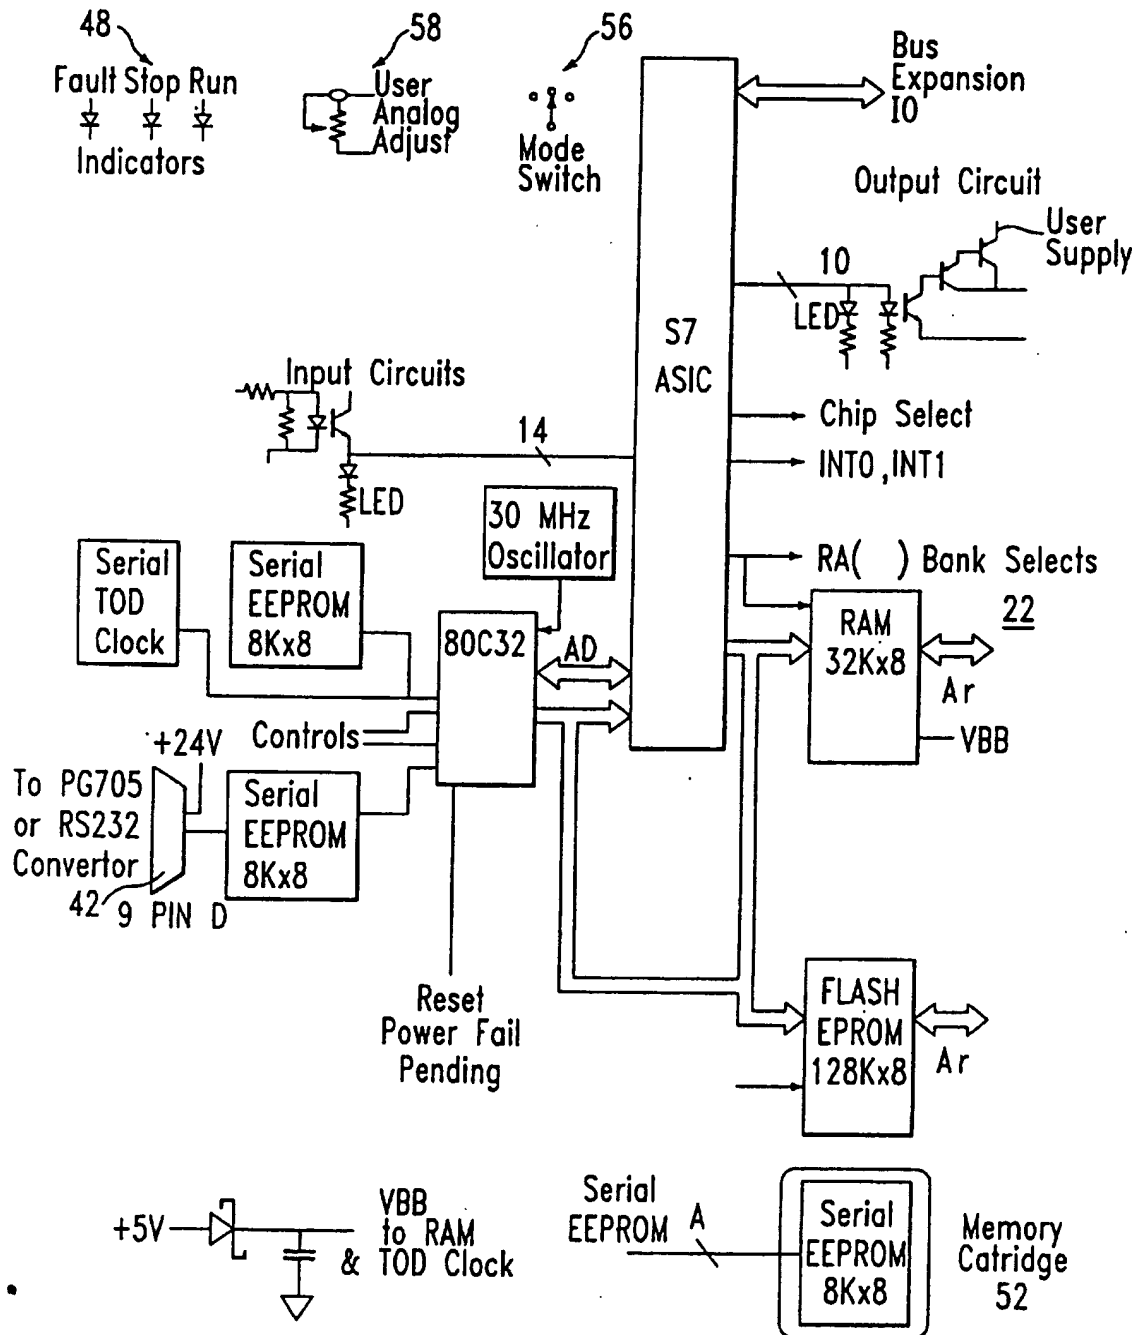 48
58
56
Fault Stop Run
Indicators
User
Analog
Adjust
Mode
Switch
Bus
Expansion
IO
Output Circuit
User
Supply
10
LED
S7
ASIC
Input Circuits
14
LED
Chip Select
INT0,INT1
30 MHz
Oscillator
RA( ) Bank Selects
22
Serial
TOD
Clock
Serial
EEPROM
8Kx8
80C32
AD
RAM
32Kx8
Ar
VBB
Controls
+24V
To PG705
or RS232
Convertor
42
9 PIN D
Serial
EEPROM
8Kx8
Reset
Power Fail
Pending
FLASH
EPROM
128Kx8
Ar
+5V
VBB
to RAM
& TOD Clock
Serial
EEPROM
A
Serial
EEPROM
8Kx8
Memory
Catridge
52